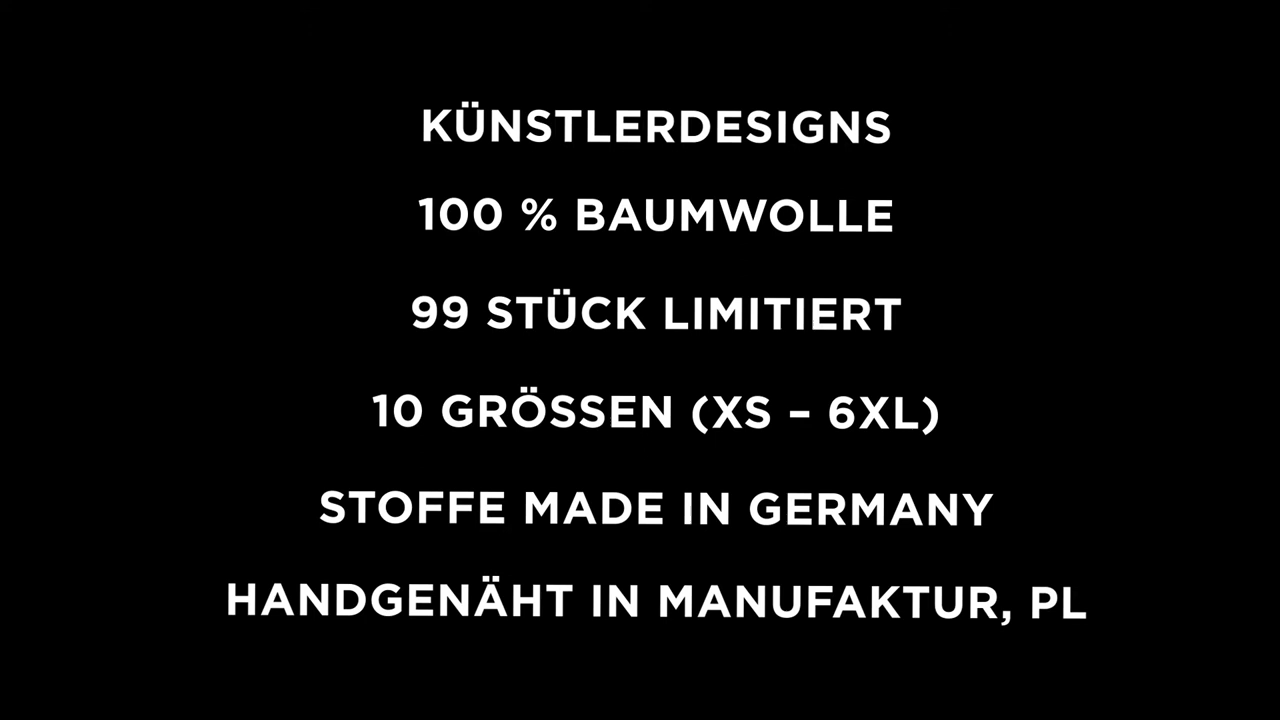 KÜNSTLERDESIGNS
100 % BAUMWOLLE
99 STÜCK LIMITIERT
10 GRÖSSEN (XS – 6XL)
STOFFE MADE IN GERMANY
HANDGENÄHT IN MANUFAKTUR, PL